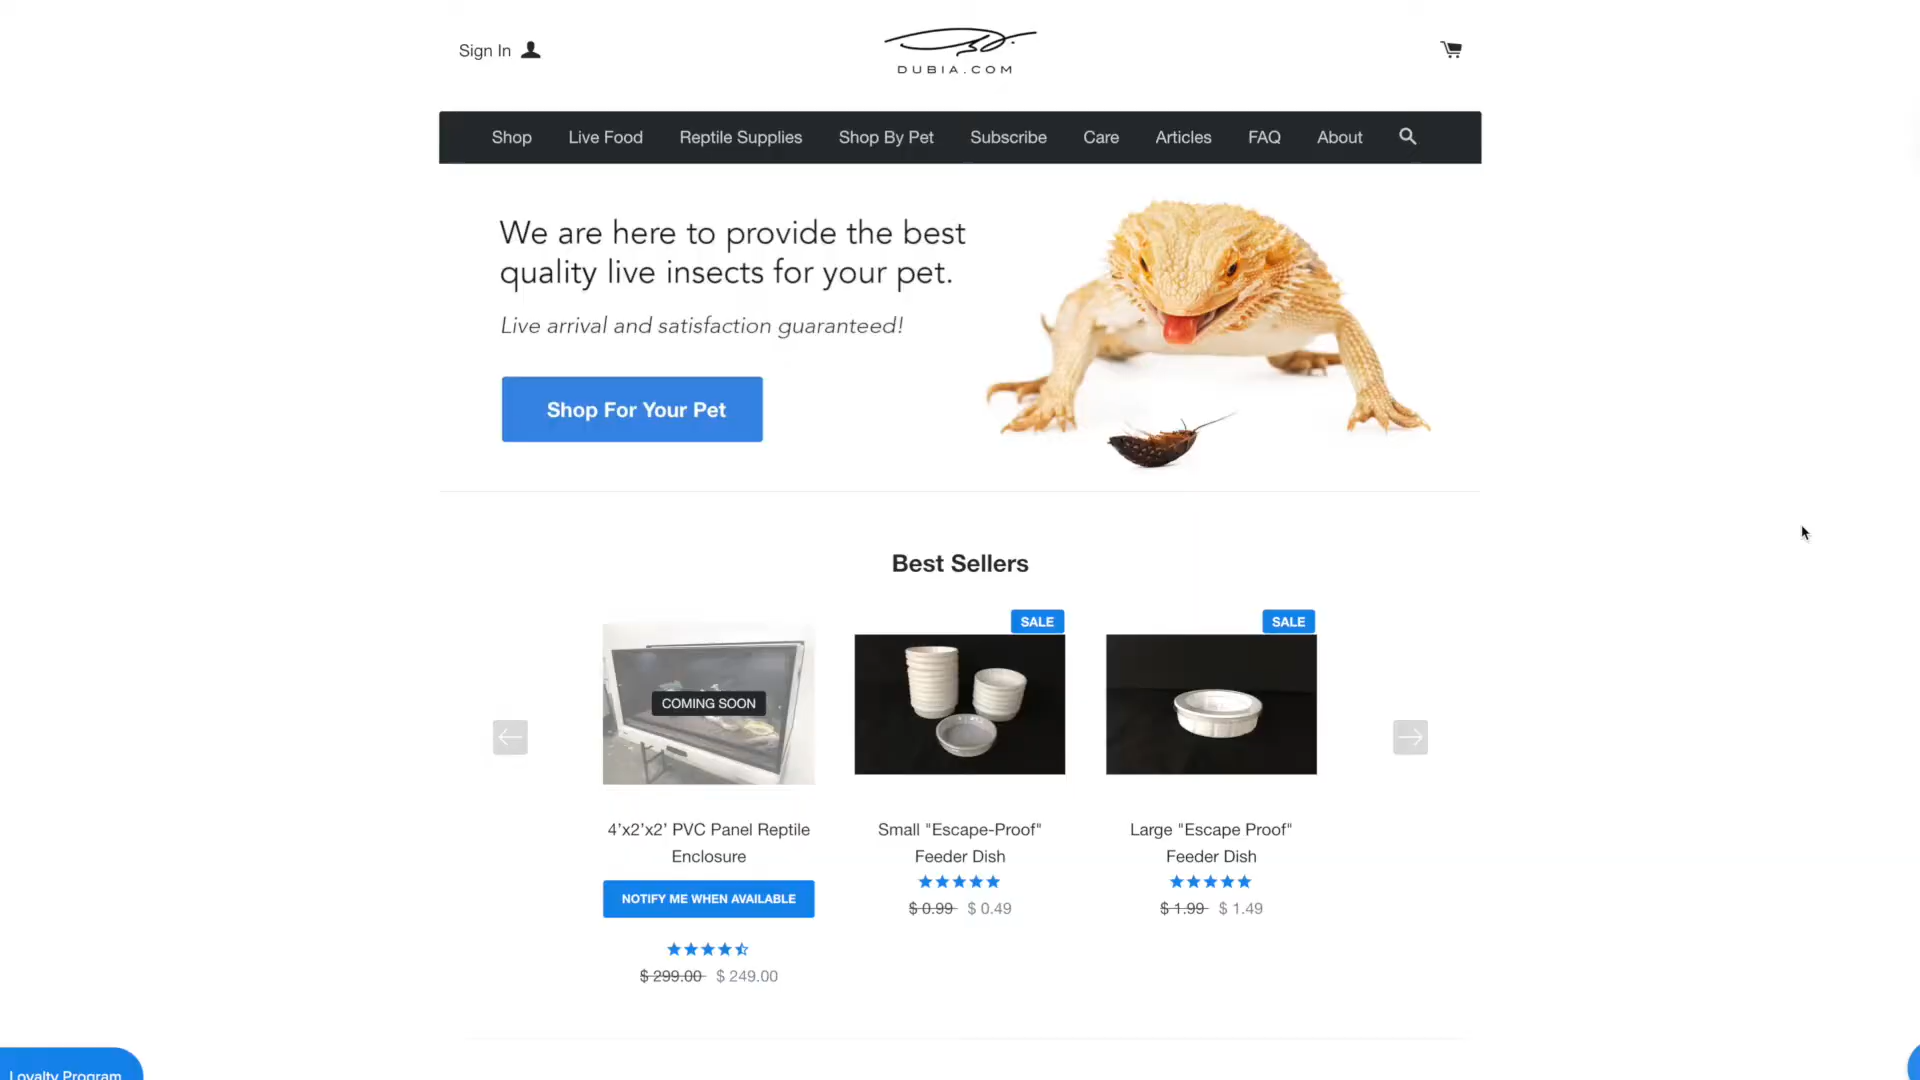 Sign In
DUBIA.COM
Shop Live Food Reptile Supplies Shop By Pet Subscribe Care Articles FAQ About
We are here to provide the best
quality live insects for your pet.
Live arrival and satisfaction guaranteed!
Shop For Your Pet
Best Sellers
COMING SOON
4’x2’x2’ PVC Panel Reptile
Enclosure
NOTIFY ME WHEN AVAILABLE
$ 299.00 $ 249.00
SALE
Small "Escape-Proof"
Feeder Dish
$ 0.99 $ 0.49
SALE
Large "Escape Proof"
Feeder Dish
$ 1.99 $ 1.49
Loyalty Program